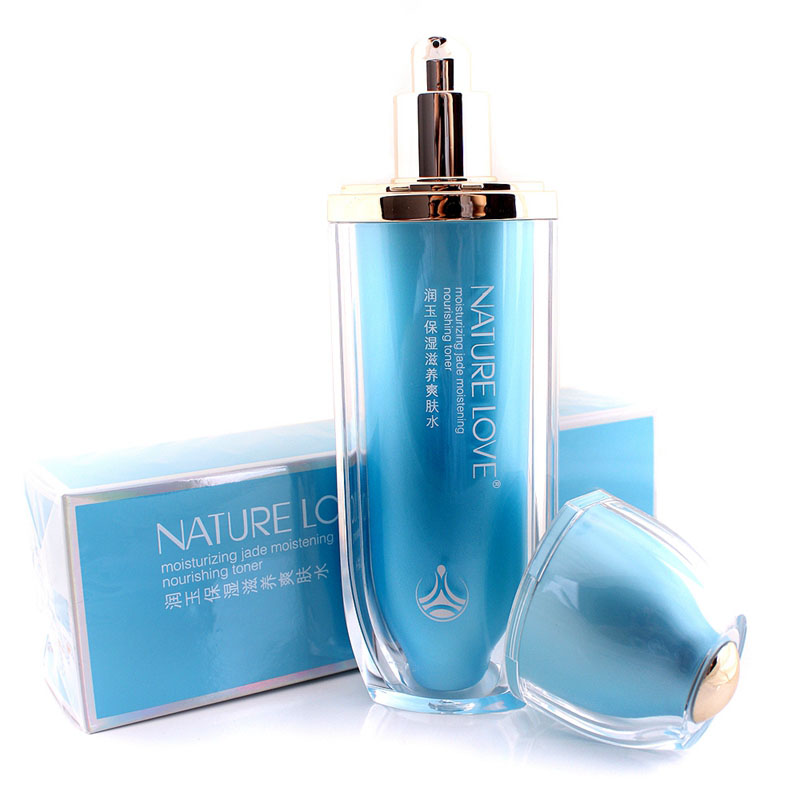 NATURE LOVE®
moisturizing jade moistening
nourishing toner
润玉保湿滋养爽肤水
NATURE LO
moisturizing jade moistening
nourishing toner
润玉保湿滋养爽肤水